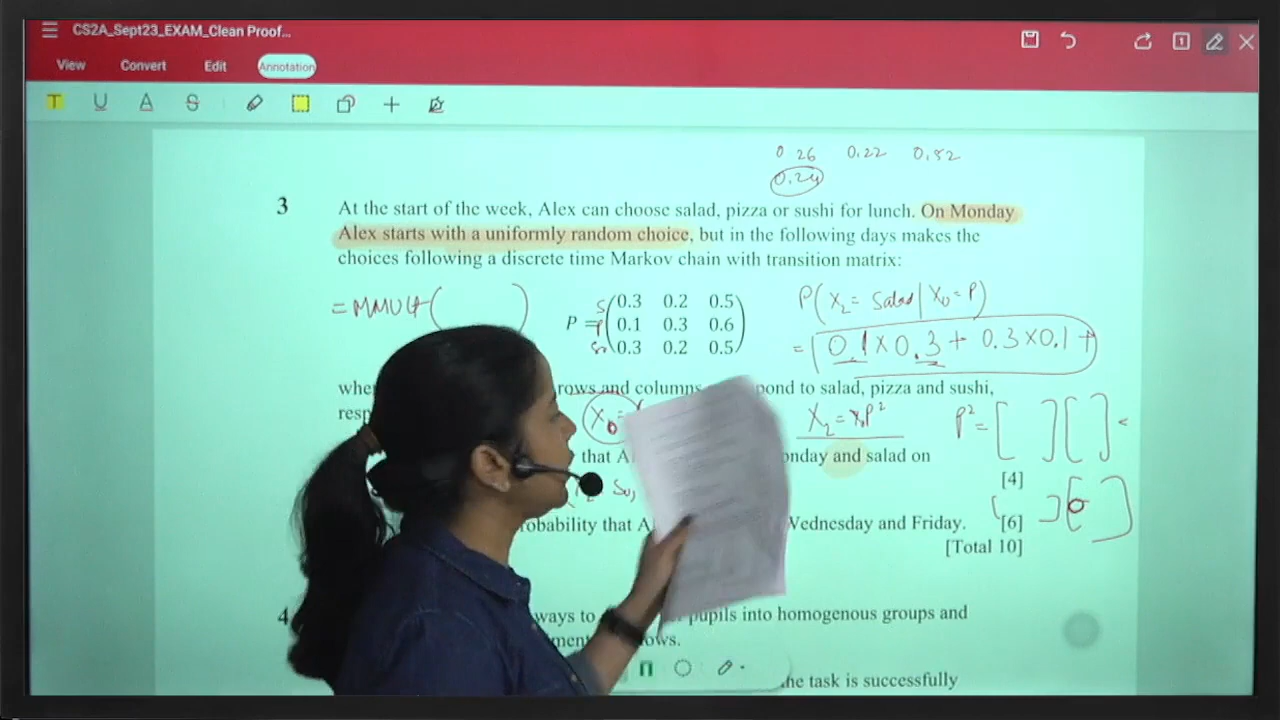 CS2A_Sept23_EXAM_Clean Proof...
View Convert Edit Annotation
0.26 0.22 0.52
0.24
3 At the start of the week, Alex can choose salad, pizza or sushi for lunch. On Monday
Alex starts with a uniformly random choice, but in the following days makes the
choices following a discrete time Markov chain with transition matrix:
=MMULT( )
P = S P Su (0.3 0.2 0.5
0.1 0.3 0.6
0.3 0.2 0.5)
P(X₂ = Salad | X₀ = P)
= 0.1 × 0.3 + 0.3 × 0.1 +
rows and columns pond to salad, pizza and sushi,
resp
X₀ =
X₂ = X₀P²
P² = [ ] [ ]
that A nday and salad on
[4]
Su,
robability that A Wednesday and Friday. [6]
[Total 10]
4 ways to pupils into homogenous groups and
ows.
the task is successfully